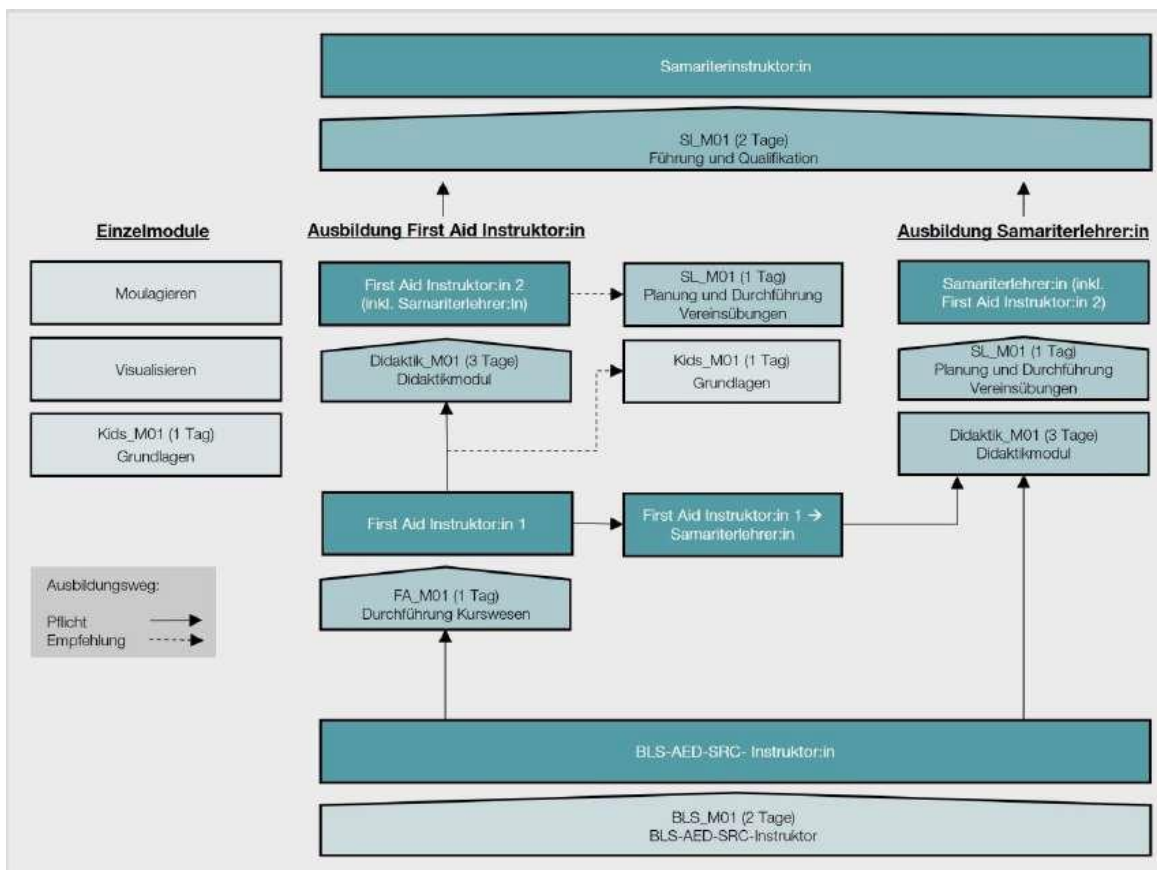 Samariterinstruktor:in
SI_M01 (2 Tage)
Führung und Qualifikation
Einzelmodule
Moulagieren
Visualisieren
Kids_M01 (1 Tag)
Grundlagen
Ausbildung First Aid Instruktor:in
First Aid Instruktor:in 2
(inkl. Samariterlehrer:in)
SL_M01 (1 Tag)
Planung und Durchführung
Vereinsübungen
Didaktik_M01 (3 Tage)
Didaktikmodul
Kids_M01 (1 Tag)
Grundlagen
First Aid Instruktor:in 1
First Aid Instruktor:in 1 →
Samariterlehrer:in
FA_M01 (1 Tag)
Durchführung Kurswesen
Ausbildung Samariterlehrer:in
Samariterlehrer:in (inkl.
First Aid Instruktor:in 2)
SL_M01 (1 Tag)
Planung und Durchführung
Vereinsübungen
Didaktik_M01 (3 Tage)
Didaktikmodul
Ausbildungsweg:
Pflicht
Empfehlung
BLS-AED-SRC- Instruktor:in
BLS_M01 (2 Tage)
BLS-AED-SRC-Instruktor